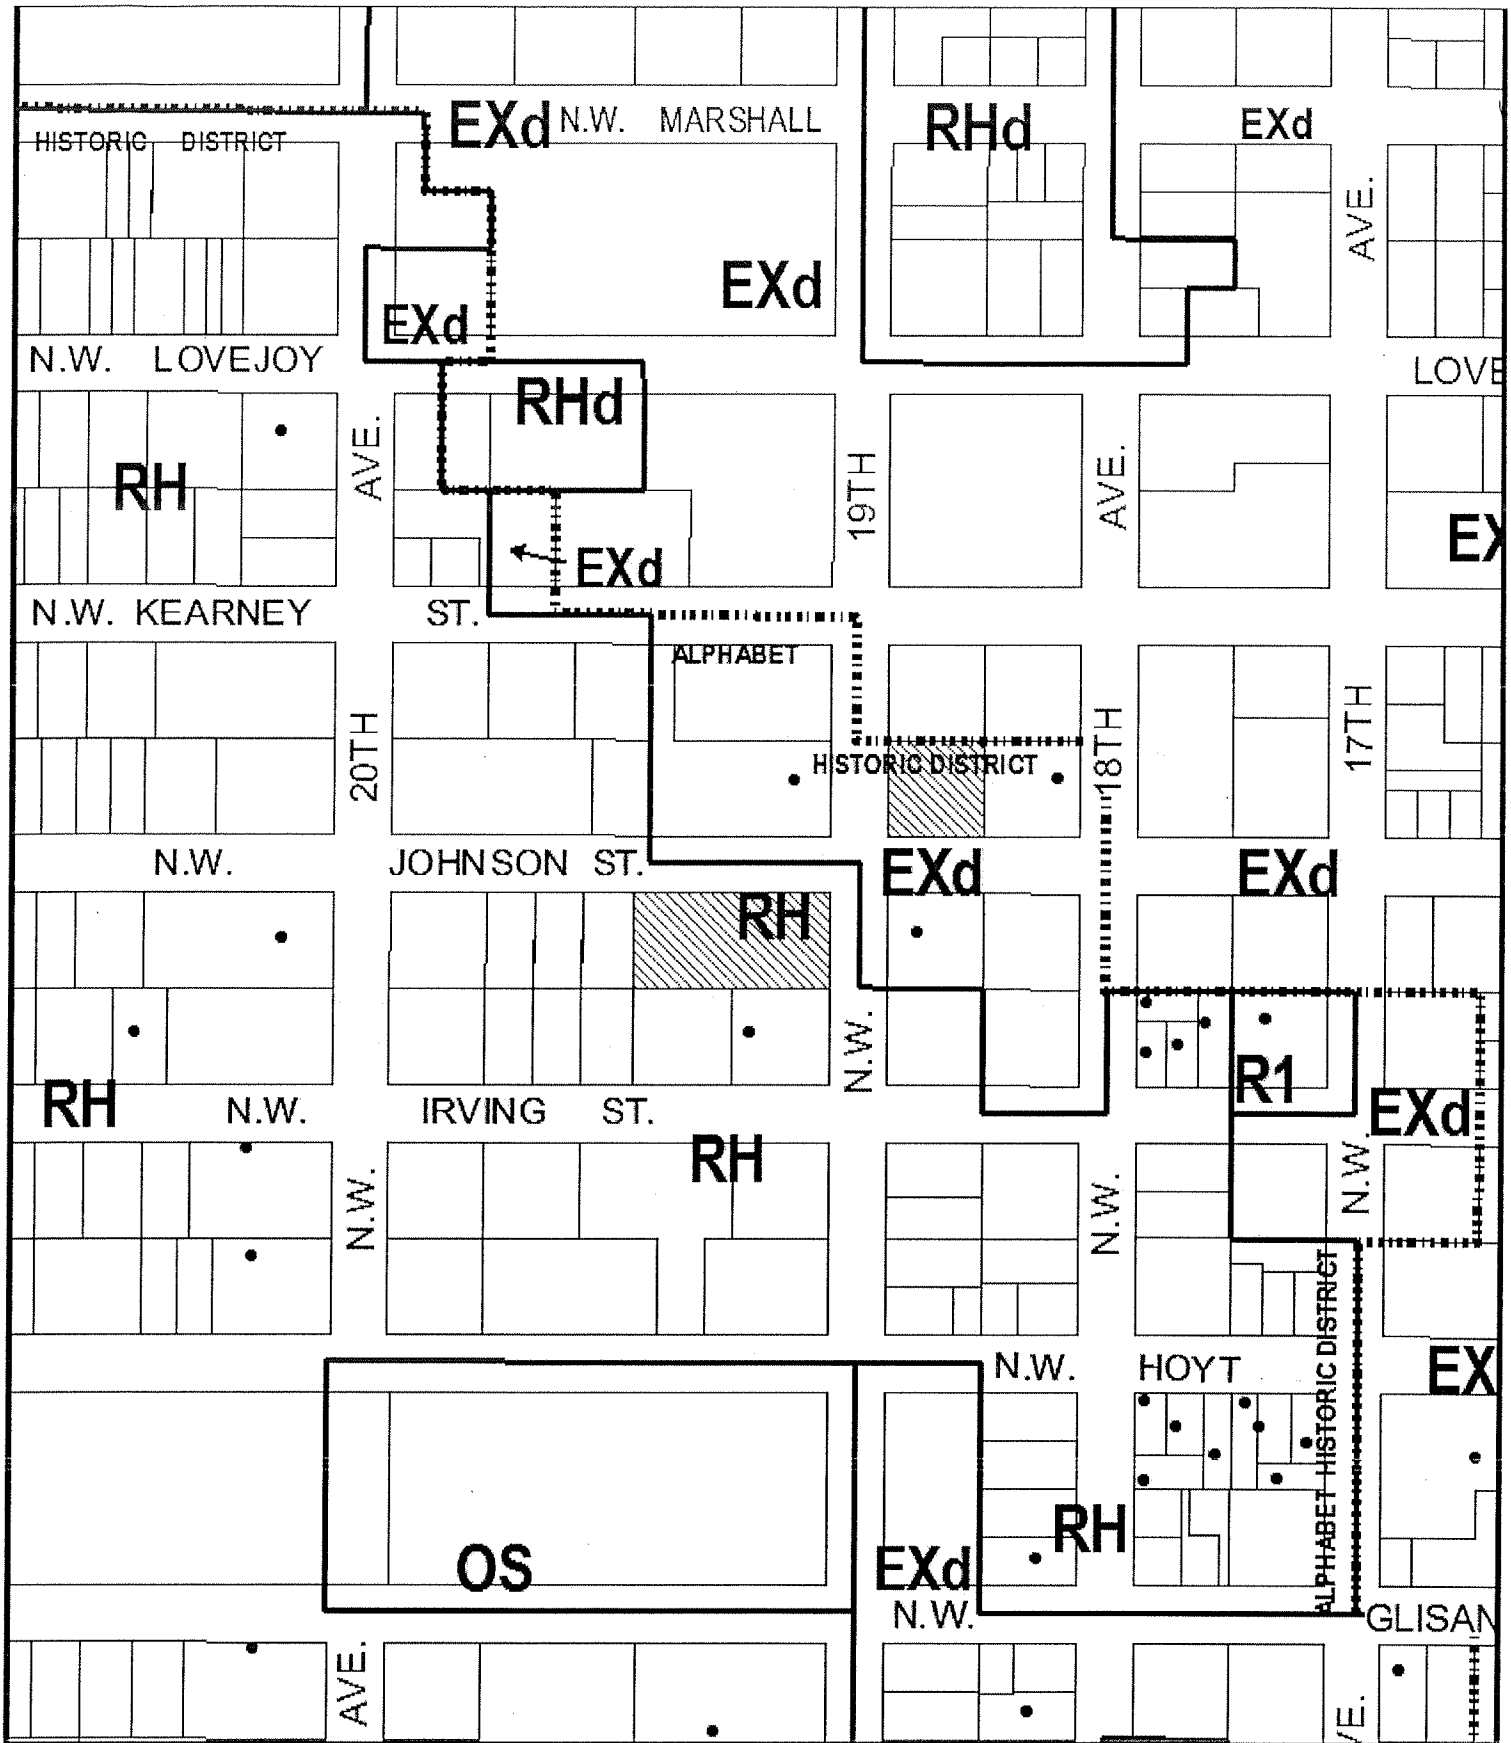 EXd N.W. MARSHALL RHd EXd
HISTORIC DISTRICT
AVE.
EXd
EXd
N.W. LOVEJOY
LOVE
RHd
AVE.
RH
19TH
AVE.
EX
EXd
N.W. KEARNEY ST.
ALPHABET
20TH
18TH
17TH
HISTORIC DISTRICT
N.W. JOHNSON ST.
EXd
EXd
RH
N.W.
R1
RH
N.W. IRVING ST.
EXd
RH
N.W.
N.W.
N.W.
ALPHABET HISTORIC DISTRICT
N.W. HOYT
EX
OS
EXd
RH
N.W.
GLISAN
AVE.
VE.